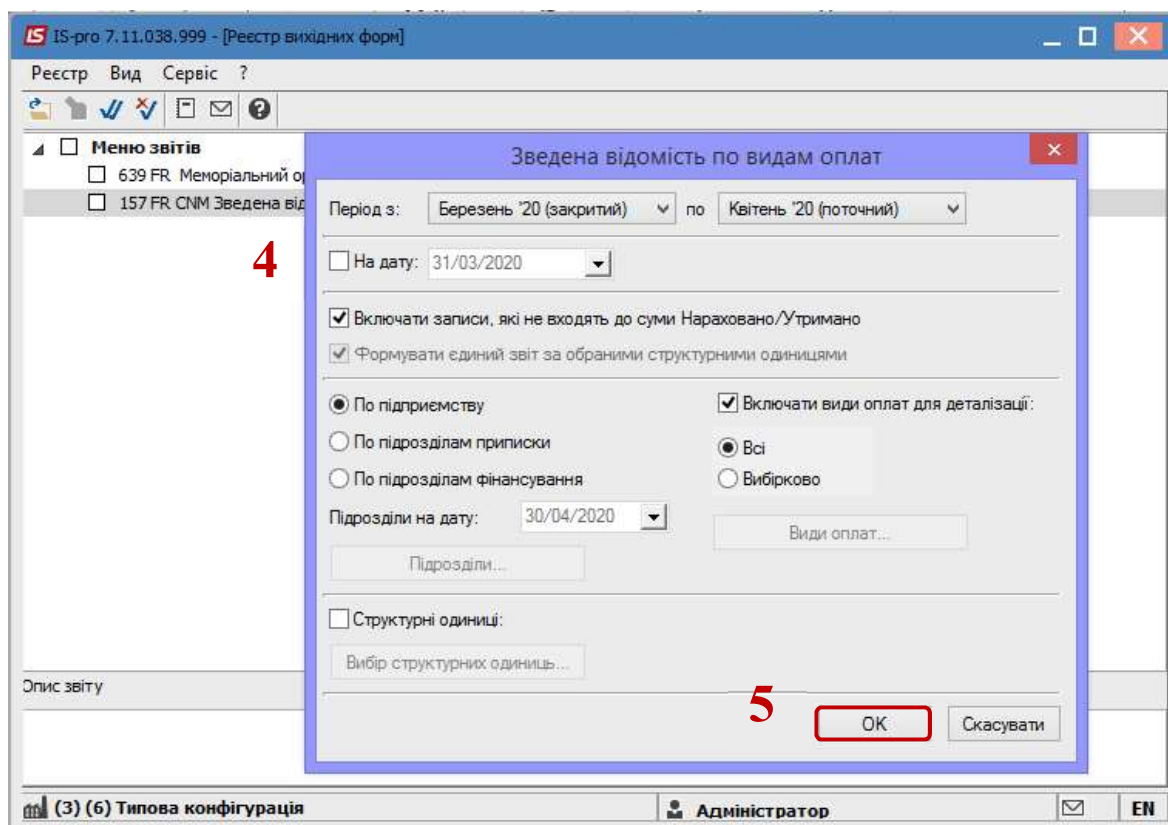 IS-pro 7.11.038.999 - [Реєстр вихідних форм]
Реєстр Вид Сервіс ?
Меню звітів
639 FR Меморіальний
157 FR CNM Зведена
Зведена відомість по видам оплат
Період з: Березень '20 (закритий) по Квітень '20 (поточний)
4
На дату: 31/03/2020
Включати записи, які не входять до суми Нараховано/Утримано
Формувати єдиний звіт за обраними структурними одиницями
По підприємству
Включати види оплат для деталізації:
По підрозділам приписки
Всі
По підрозділам фінансування
Вибірково
Підрозділи на дату: 30/04/2020
Види оплат...
Підрозділи...
Структурні одиниці:
Вибір структурних одиниць...
Опис звіту
5
OK Скасувати
(3) (6) Типова конфігурація Адміністратор EN